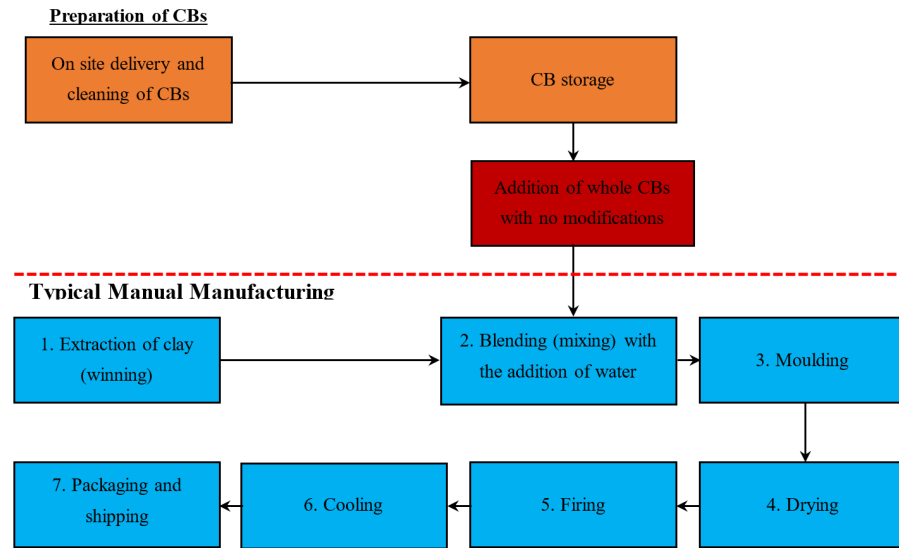 Preparation of CBs
On site delivery and
cleaning of CBs
CB storage
Addition of whole CBs
with no modifications
Typical Manual Manufacturing
1. Extraction of clay
(winning)
2. Blending (mixing) with
the addition of water
3. Moulding
4. Drying
5. Firing
6. Cooling
7. Packaging and
shipping